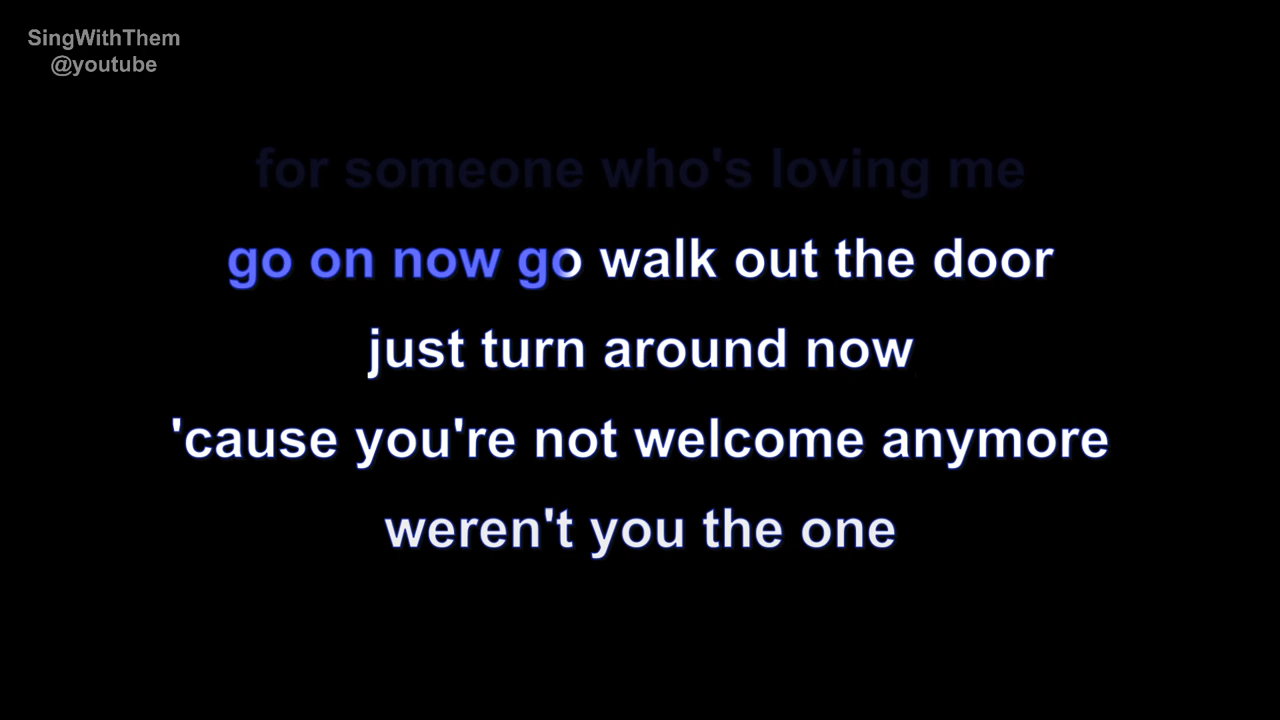 SingWithThem
@youtube
for someone who's loving me
go on now go walk out the door
just turn around now
'cause you're not welcome anymore
weren't you the one